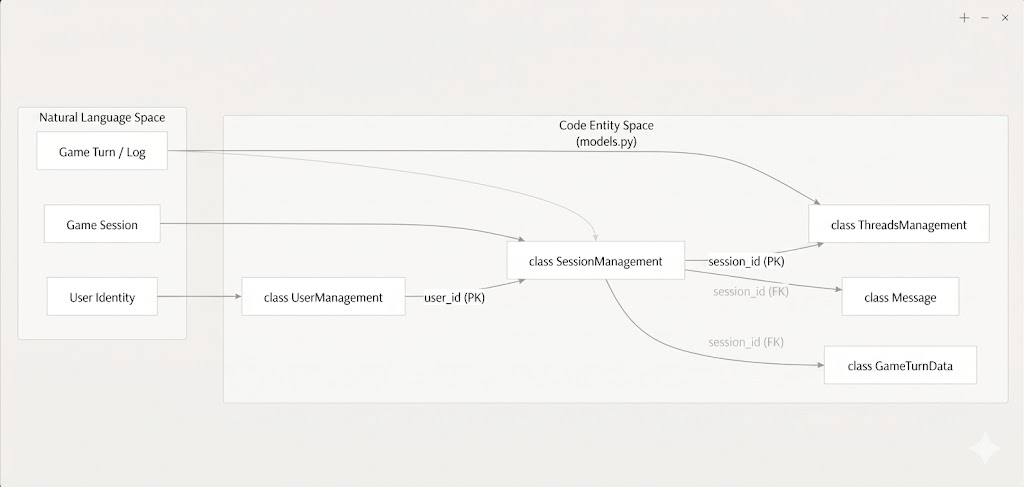 Natural Language Space
Game Turn / Log
Game Session
User Identity
Code Entity Space
(models.py)
class ThreadsManagement
class SessionManagement
session_id (PK)
class UserManagement
user_id (PK)
session_id (FK)
class Message
session_id (FK)
class GameTurnData